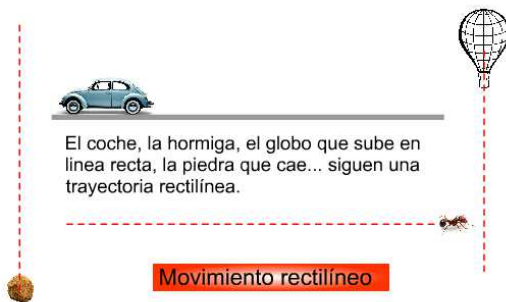 El coche, la hormiga, el globo que sube en
linea recta, la piedra que cae... siguen una
trayectoria rectilínea.
Movimiento rectilíneo